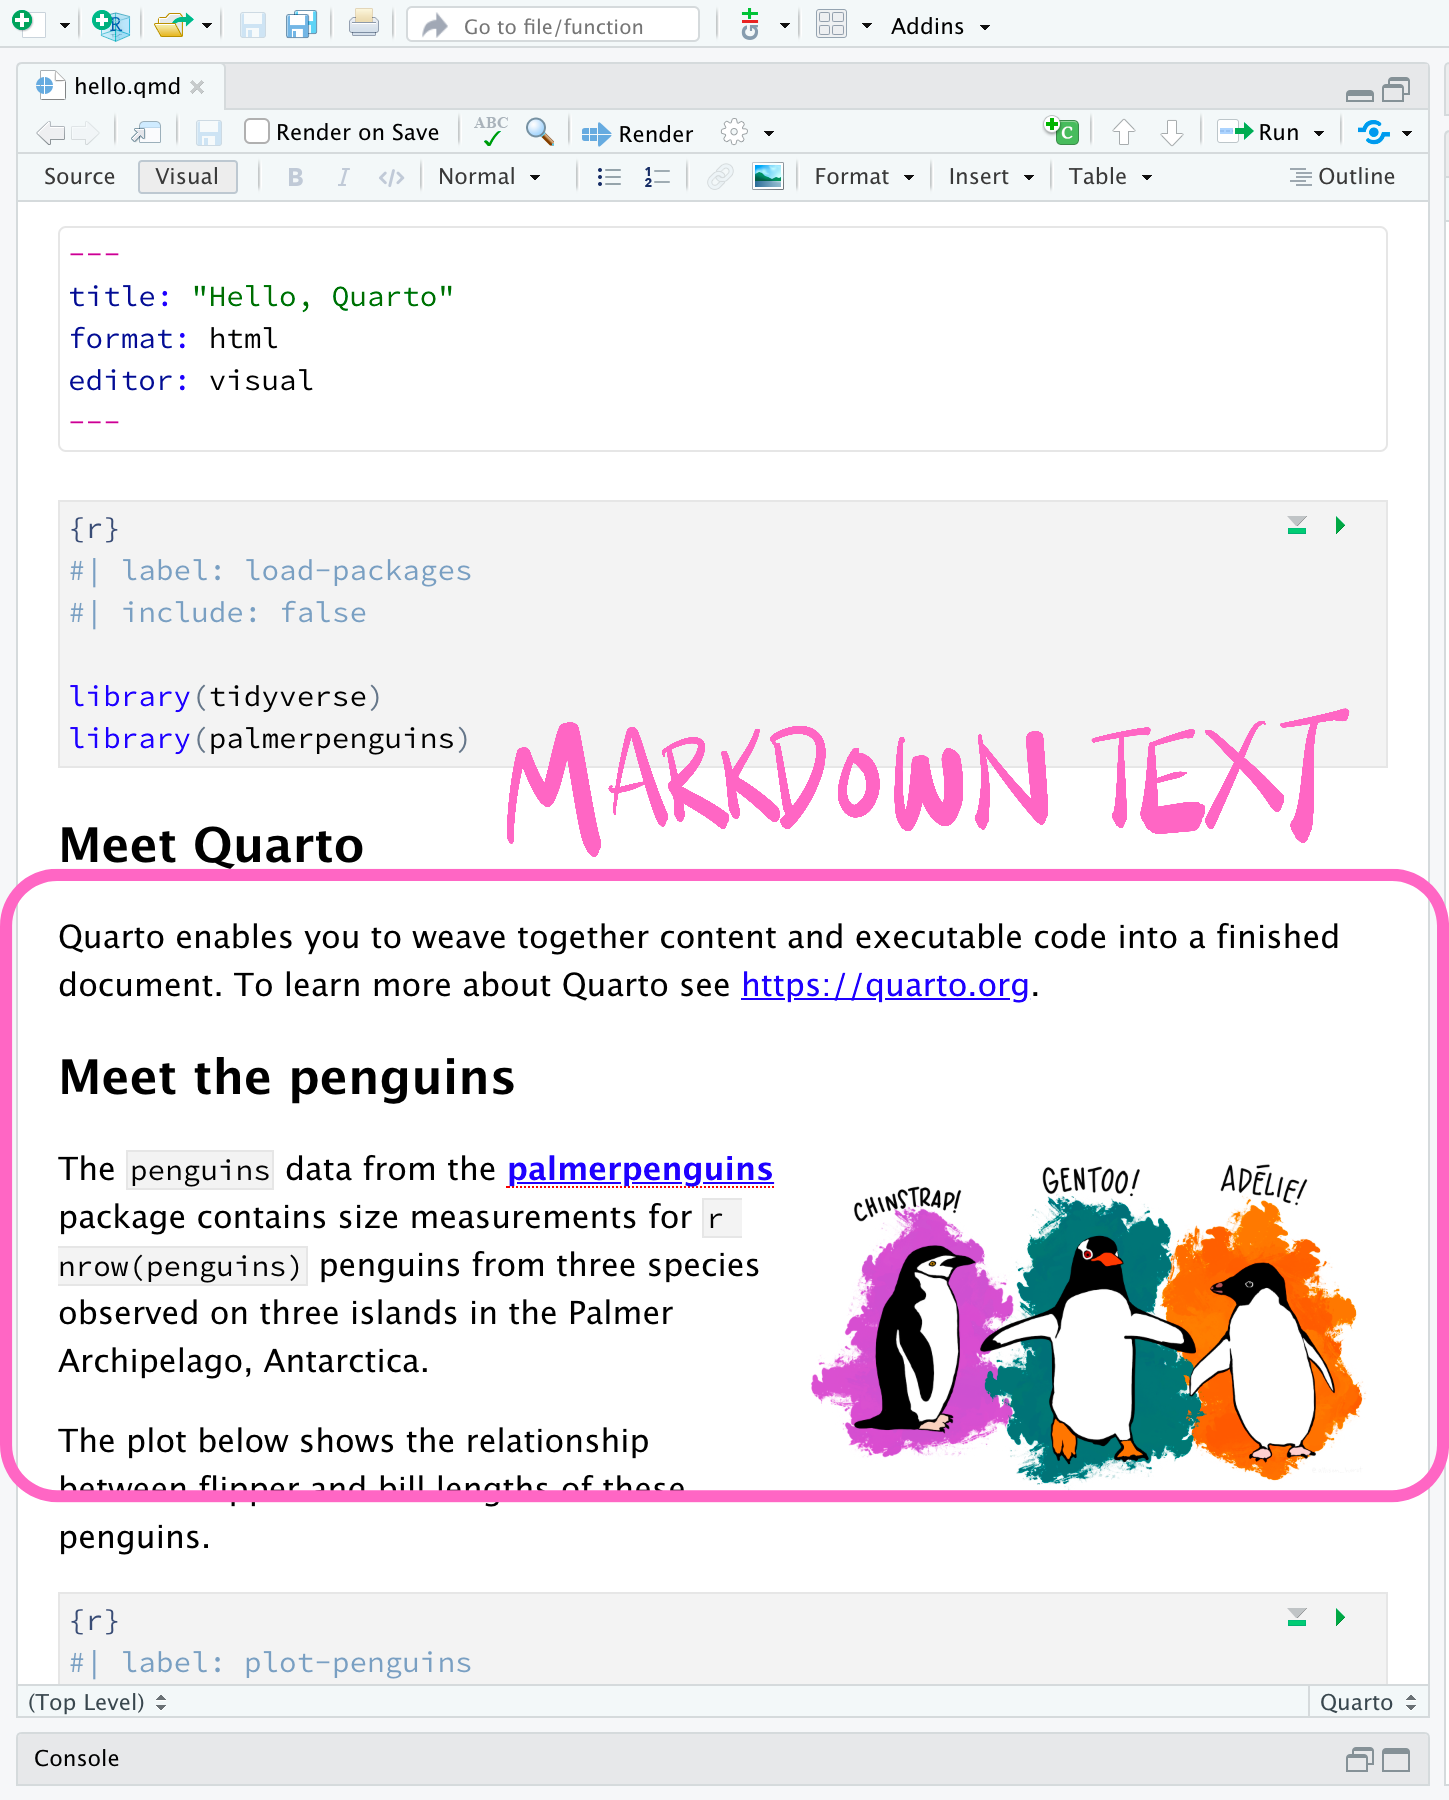 Go to file/function
Addins
hello.qmd
Render on Save
ABC
Render
Run
Source
Visual
B
I
</>
Normal
Format
Insert
Table
Outline
---
title: "Hello, Quarto"
format: html
editor: visual
---
{r}
#| label: load-packages
#| include: false
library(tidyverse)
library(palmerpenguins)
MARKDOWN TEXT
Meet Quarto
Quarto enables you to weave together content and executable code into a finished
document. To learn more about Quarto see https://quarto.org.
Meet the penguins
The penguins data from the palmerpenguins
package contains size measurements for r
nrow(penguins) penguins from three species
observed on three islands in the Palmer
Archipelago, Antarctica.
CHINSTRAP!
GENTOO!
ADĒLIE!
The plot below shows the relationship
between flipper and bill lengths of these
penguins.
{r}
#| label: plot-penguins
(Top Level)
Quarto
Console